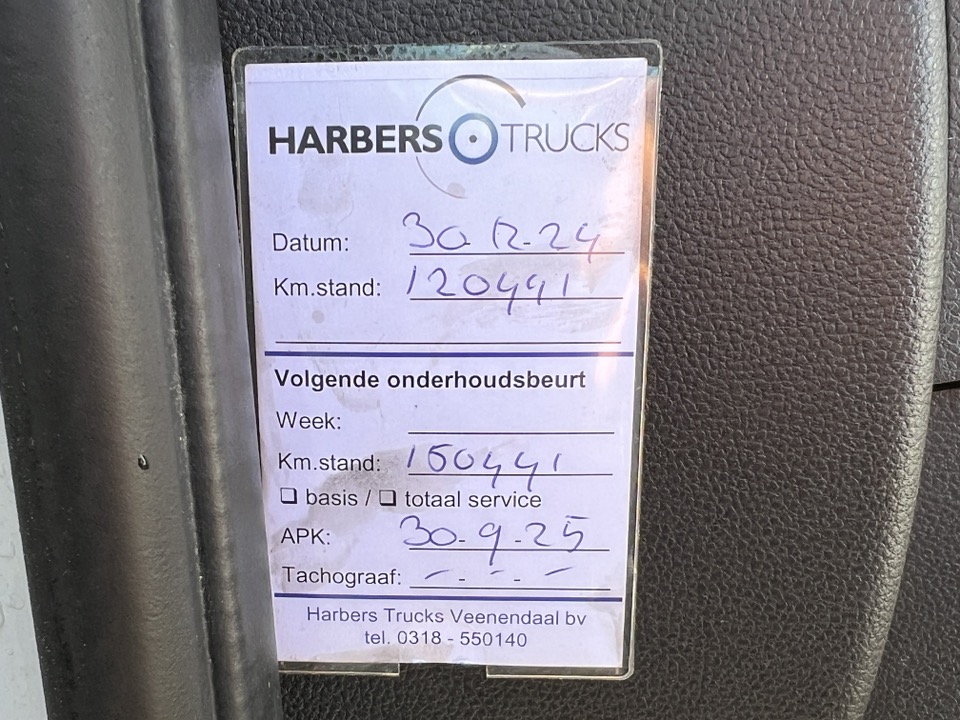 HARBERS TRUCKS
Datum: 30-12-24
Km.stand: 120441
Volgende onderhoudsbeurt
Week:
Km.stand: 150441
❏ basis / ❏ totaal service
APK: 30-9-25
Tachograaf: - - - - -
Harbers Trucks Veenendaal bv
tel. 0318 - 550140